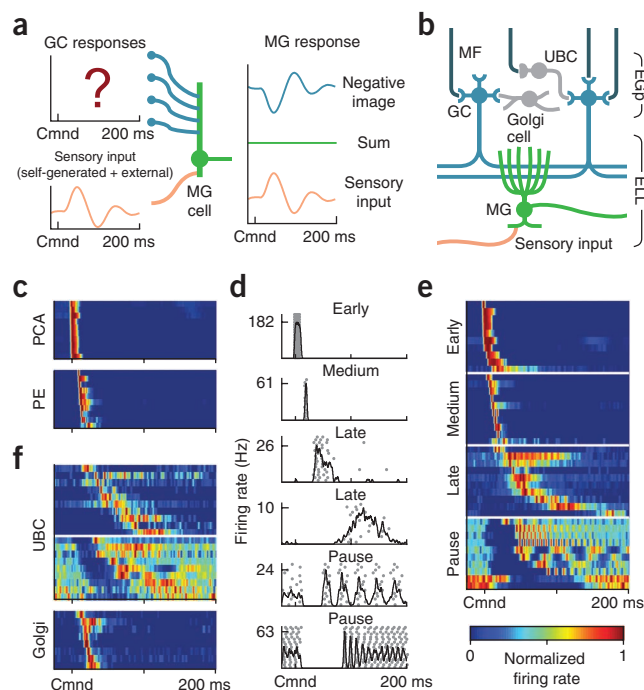 a
GC responses
?
Cmnd 200 ms
Sensory input
(self-generated + external)
Cmnd 200 ms
MG
cell
MG response
Negative
image
Sum
Sensory
input
Cmnd 200 ms
b
MF
UBC
GC
Golgi
cell
MG
Sensory input
EGp
ELL
c
PCA
PE
d
Early
182
Medium
61
Late
26
Late
10
Pause
24
Pause
63
Firing rate (Hz)
Cmnd 200 ms
e
Early
Medium
Late
Pause
Cmnd 200 ms
0 1
Normalized
firing rate
f
UBC
Golgi
Cmnd 200 ms